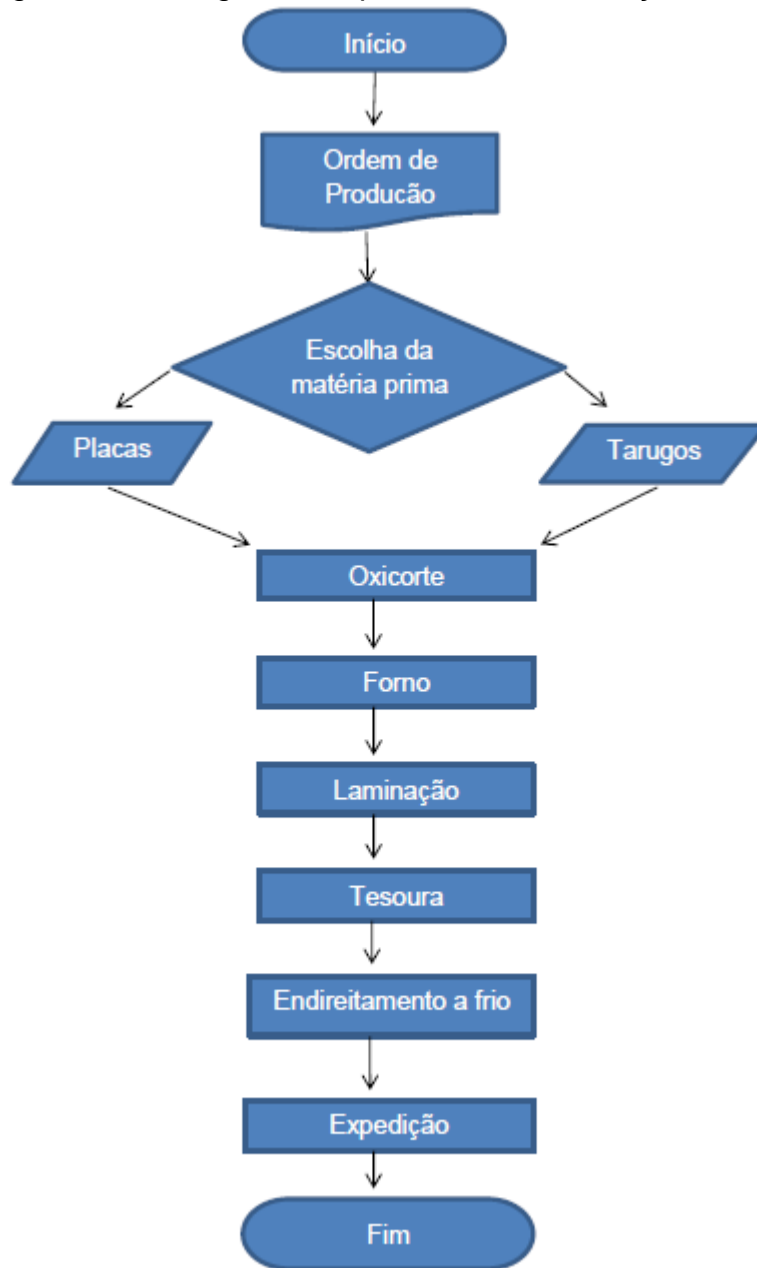 Início
Ordem de
Producão
Escolha da
matéria prima
Placas
Tarugos
Oxicorte
Forno
Laminação
Tesoura
Endireitamento a frio
Expedição
Fim